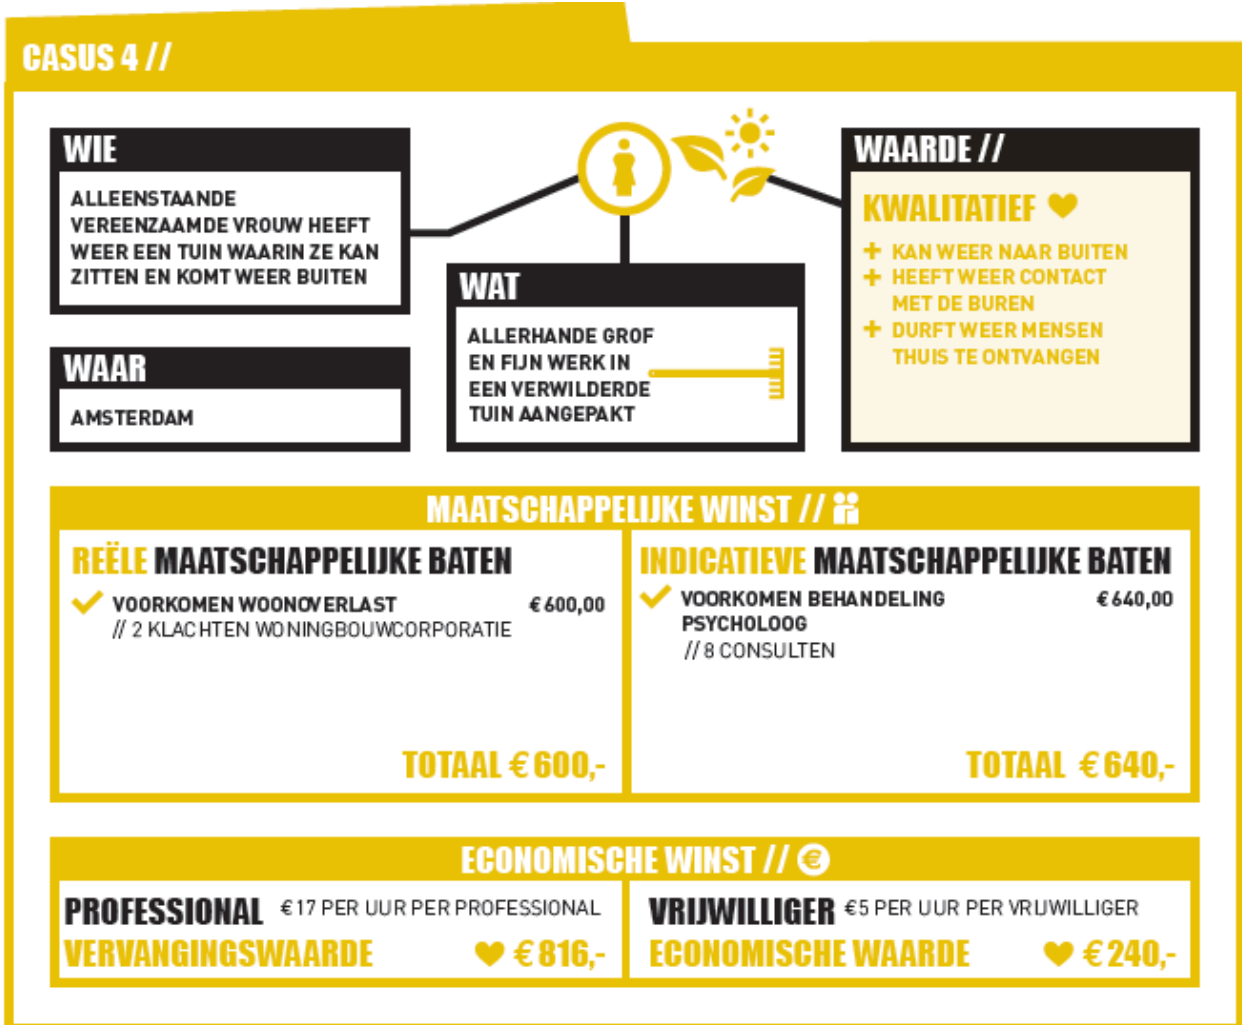 CASUS 4 //
WIE
ALLEENSTAANDE
VEREENZAAMDE VROUW HEEFT
WEER EEN TUIN WAARIN ZE KAN
ZITTEN EN KOMT WEER BUITEN
WAAR
AMSTERDAM
WAT
ALLERHANDE GROF
EN FIJN WERK IN
EEN VERWILDERDE
TUIN AANGEPAKT
WAARDE //
KWALITATIEF
+ KAN WEER NAAR BUITEN
+ HEEFT WEER CONTACT
MET DE BUREN
+ DURFT WEER MENSEN
THUIS TE ONTVANGEN
MAATSCHAPPELIJKE WINST //
REËLE MAATSCHAPPELIJKE BATEN
VOORKOMEN WOONOVERLAST € 600,00
// 2 KLACHTEN WONINGBOUWCORPORATIE
TOTAAL € 600,-
INDICATIEVE MAATSCHAPPELIJKE BATEN
VOORKOMEN BEHANDELING € 640,00
PSYCHOLOOG
// 8 CONSULTEN
TOTAAL € 640,-
ECONOMISCHE WINST // €
PROFESSIONAL € 17 PER UUR PER PROFESSIONAL
VERVANGINGSWAARDE € 816,-
VRIJWILLIGER €5 PER UUR PER VRIJWILLIGER
ECONOMISCHE WAARDE € 240,-